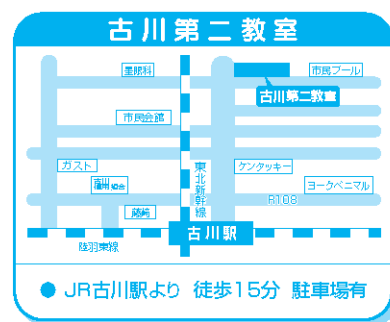 古川第二教室
星眼科
市民プール
古川第二教室
市民会館
ガスト
ケンタッキー
東北新幹線
ヨークベニマル
R108
藤崎
古川駅
陸羽東線
● JR古川駅より 徒歩15分 駐車場有